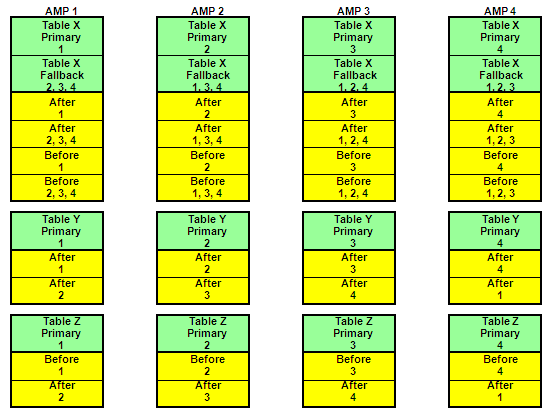 AMP 1
AMP 2
AMP 3
AMP 4
Table X
Primary
1
Table X
Primary
2
Table X
Primary
3
Table X
Primary
4
Table X
Fallback
2, 3, 4
Table X
Fallback
1, 3, 4
Table X
Fallback
1, 2, 4
Table X
Fallback
1, 2, 3
After
1
After
2
After
3
After
4
After
2, 3, 4
After
1, 3, 4
After
1, 2, 4
After
1, 2, 3
Before
1
Before
2
Before
3
Before
4
Before
2, 3, 4
Before
1, 3, 4
Before
1, 2, 4
Before
1, 2, 3
Table Y
Primary
1
Table Y
Primary
2
Table Y
Primary
3
Table Y
Primary
4
After
1
After
2
After
3
After
4
After
2
After
3
After
4
After
1
Table Z
Primary
1
Table Z
Primary
2
Table Z
Primary
3
Table Z
Primary
4
Before
1
Before
2
Before
3
Before
4
After
2
After
3
After
4
After
1